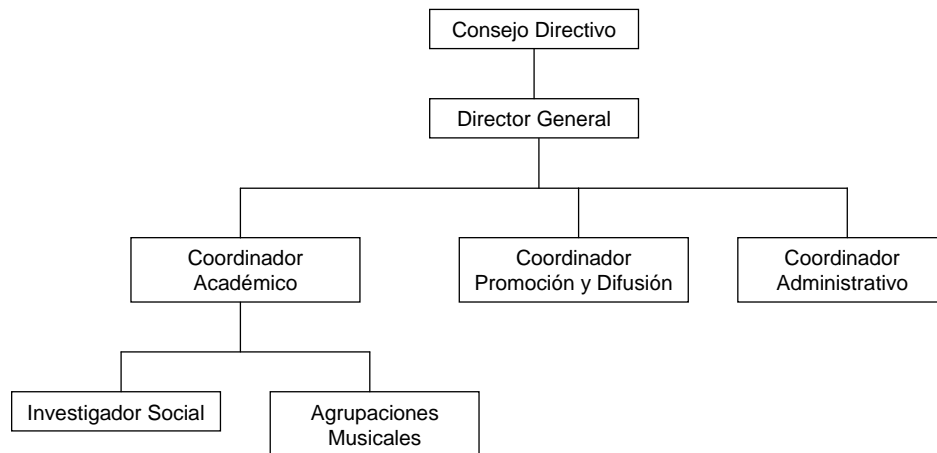 Consejo Directivo
Director General
Coordinador
Académico
Coordinador
Promoción y Difusión
Coordinador
Administrativo
Investigador Social
Agrupaciones
Musicales